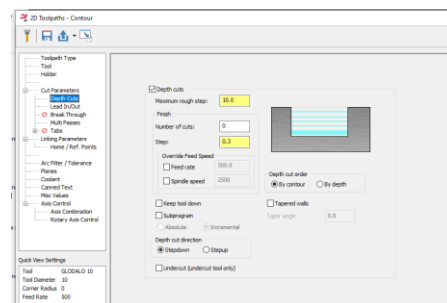 2D Toolpaths - Contour
Toolpath Type
Tool
Holder
Cut Parameters
Depth Cuts
Lead In/Out
Break Through
Multi Passes
Tabs
Linking Parameters
Home / Ref. Points
Arc Filter / Tolerance
Planes
Coolant
Canned Text
Misc Values
Axis Control
Axis Combination
Rotary Axis Control
Quick View Settings
Tool GLODALO 10
Tool Diameter 10
Corner Radius 0
Feed Rate 500
Depth cuts
Maximum rough step: 10.0
Finish
Number of cuts: 0
Step: 0.3
Override Feed Speed
Feed rate 500.0
Spindle speed 2500
Depth cut order
By contour By depth
Keep tool down
Tapered walls
Subprogram
Taper angle 0.0
Absolute Incremental
Depth cut direction
Stepdown Stepup
Undercut (undercut tool only)